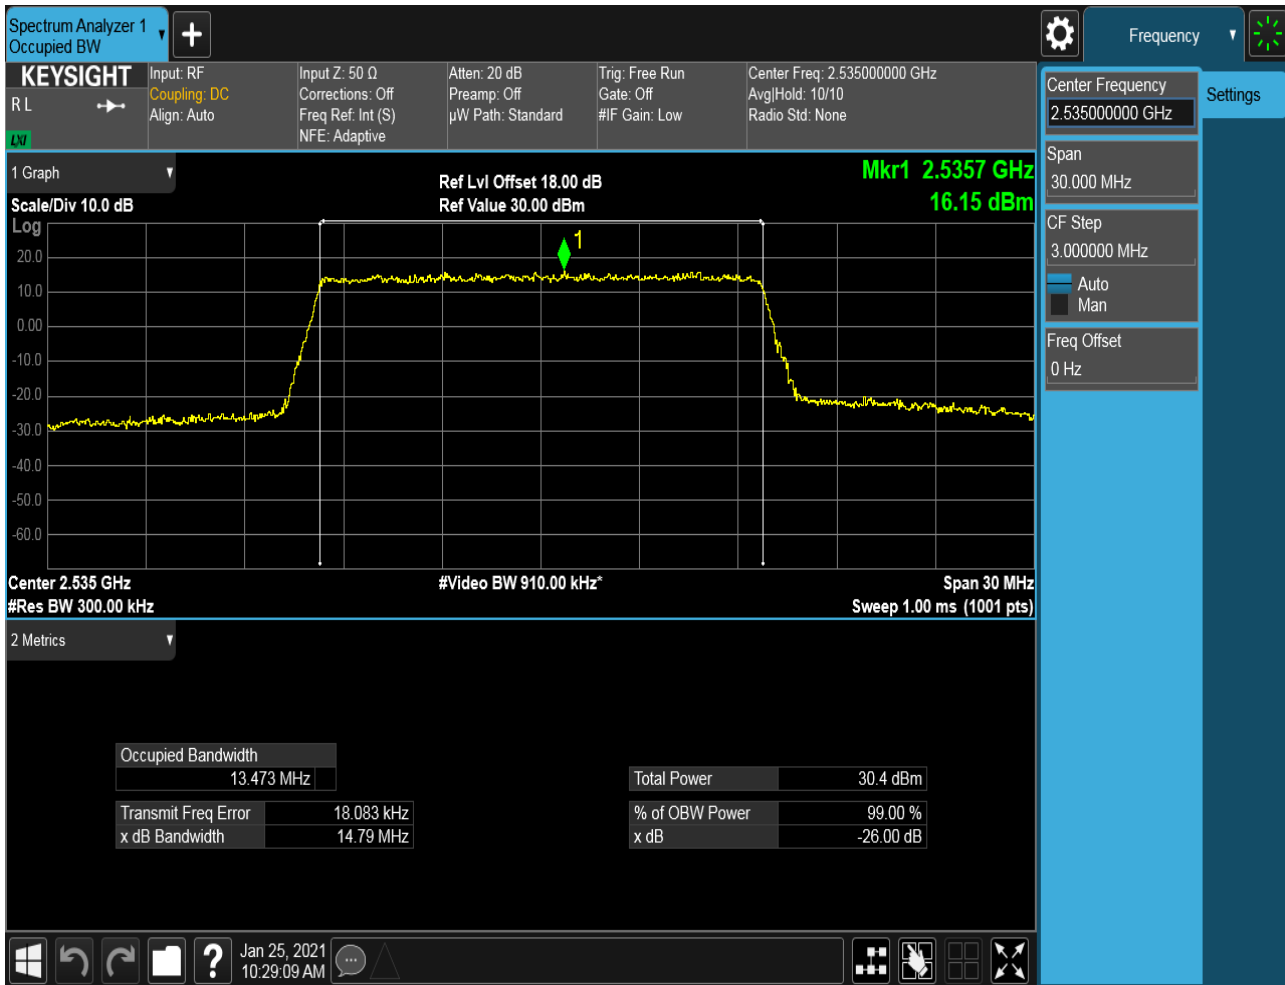 Spectrum Analyzer 1
Occupied BW
Frequency
KEYSIGHT
R L
LXI
Input: RF
Coupling: DC
Align: Auto
Input Z: 50 Ω
Corrections: Off
Freq Ref: Int (S)
NFE: Adaptive
Atten: 20 dB
Preamp: Off
µW Path: Standard
Trig: Free Run
Gate: Off
#IF Gain: Low
Center Freq: 2.535000000 GHz
Avg|Hold: 10/10
Radio Std: None
Center Frequency
2.535000000 GHz
Settings
Span
30.000 MHz
CF Step
3.000000 MHz
Auto
Man
Freq Offset
0 Hz
1 Graph
Scale/Div 10.0 dB
Ref Lvl Offset 18.00 dB
Ref Value 30.00 dBm
Mkr1 2.5357 GHz
16.15 dBm
Log
1
20.0
10.0
0.00
-10.0
-20.0
-30.0
-40.0
-50.0
-60.0
Center 2.535 GHz
#Video BW 910.00 kHz*
Span 30 MHz
#Res BW 300.00 kHz
Sweep 1.00 ms (1001 pts)
2 Metrics
Occupied Bandwidth
13.473 MHz
Total Power 30.4 dBm
Transmit Freq Error 18.083 kHz
% of OBW Power 99.00 %
x dB Bandwidth 14.79 MHz
x dB -26.00 dB
?
Jan 25, 2021
10:29:09 AM